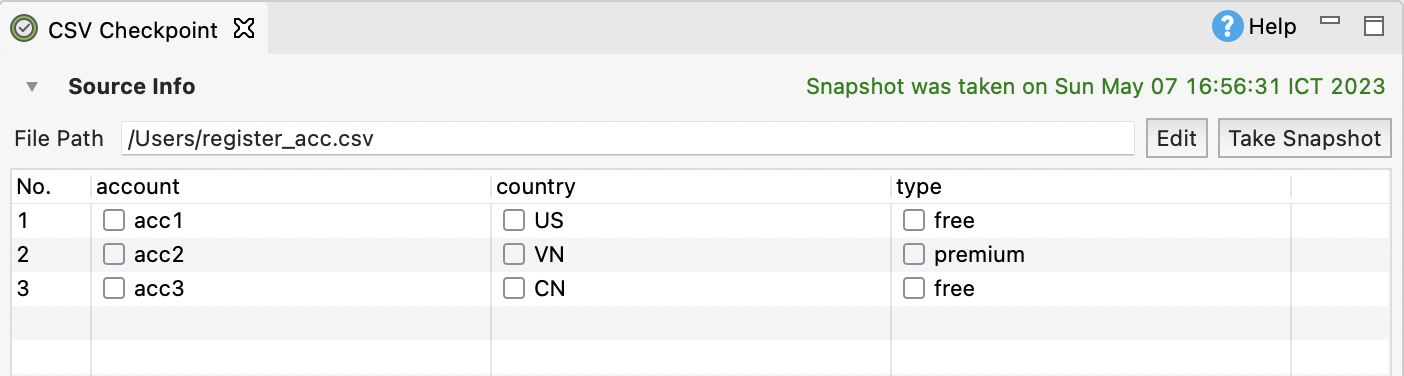 CSV Checkpoint
Help
Source Info
Snapshot was taken on Sun May 07 16:56:31 ICT 2023
File Path /Users/register_acc.csv Edit Take Snapshot
No. account country type
1 acc1 US free
2 acc2 VN premium
3 acc3 CN free